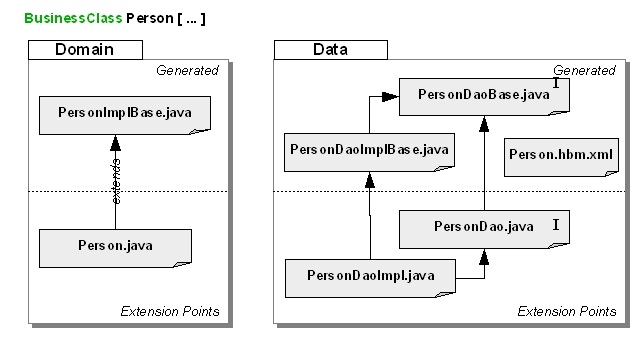 BusinessClass Person [ ... ]
Domain
Generated
PersonImplBase.java
extends
Person.java
Extension Points
Data
Generated
PersonDaoBase.java I
PersonDaoImplBase.java
Person.hbm.xml
PersonDao.java I
PersonDaoImpl.java
Extension Points